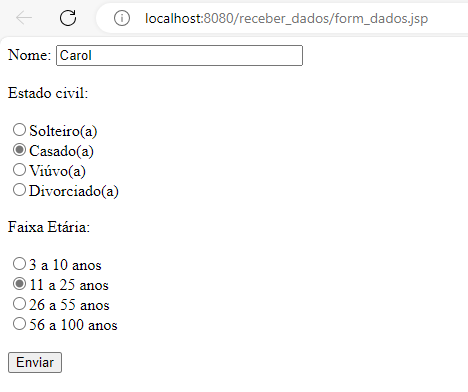 localhost:8080/receber_dados/form_dados.jsp
Nome: Carol
Estado civil:
Solteiro(a)
Casado(a)
Viúvo(a)
Divorciado(a)
Faixa Etária:
3 a 10 anos
11 a 25 anos
26 a 55 anos
56 a 100 anos
Enviar